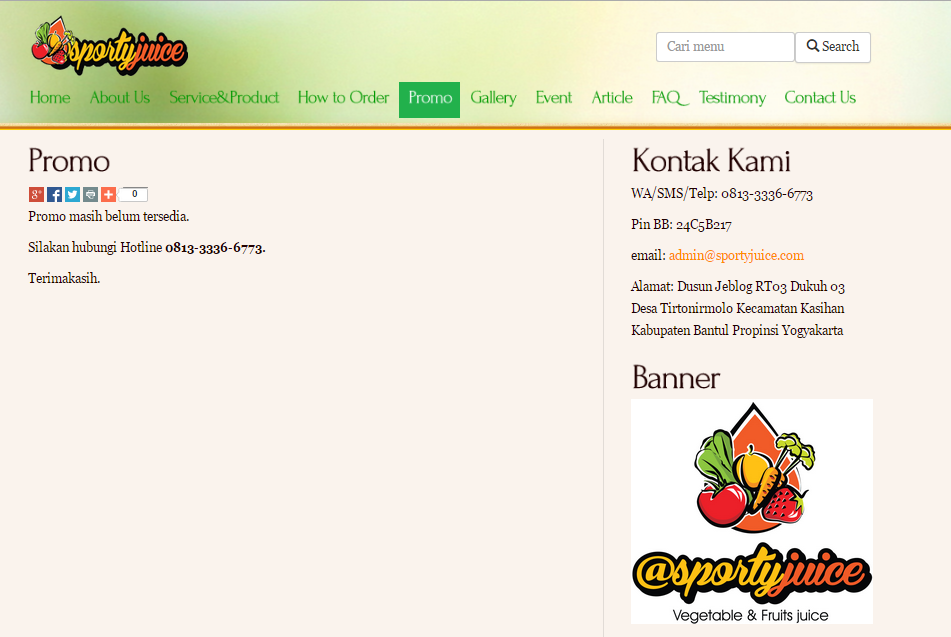 @sportyjuice
Cari menu
Search
Home About Us Service&Product How to Order Promo Gallery Event Article FAQ Testimony Contact Us
Promo
g+ f 0
Promo masih belum tersedia.
Silakan hubungi Hotline 0813-3336-6773.
Terimakasih.
Kontak Kami
WA/SMS/Telp: 0813-3336-6773
Pin BB: 24C5B217
email: admin@sportyjuice.com
Alamat: Dusun Jeblog RT03 Dukuh 03
Desa Tirtonirmolo Kecamatan Kasihan
Kabupaten Bantul Propinsi Yogyakarta
Banner
@sportyjuice
Vegetable & Fruits juice